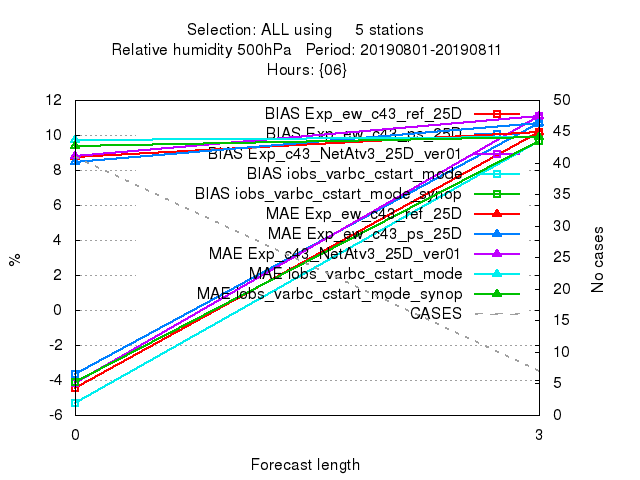 Selection: ALL using 5 stations
Relative humidity 500hPa Period: 20190801-20190811
Hours: {06}
12 50
BIAS Exp_ew_c43_ref_25D
10 45
BIAS Exp_ew_c43_ps_25D
BIAS Exp_c43_NetAtv3_25D_ver01
8 40
BIAS iobs_varbc_cstart_mode
6 35
BIAS iobs_varbc_cstart_mode_synop
MAE Exp_ew_c43_ref_25D
30
4 MAE Exp_ew_c43_ps_25D
25
MAE Exp_c43_NetAtv3_25D_ver01
% No cases
2 MAE iobs_varbc_cstart_mode
20
MAE iobs_varbc_cstart_mode_synop
0 CASES 15
-2
10
-4 5
-6 0
0 3
Forecast length